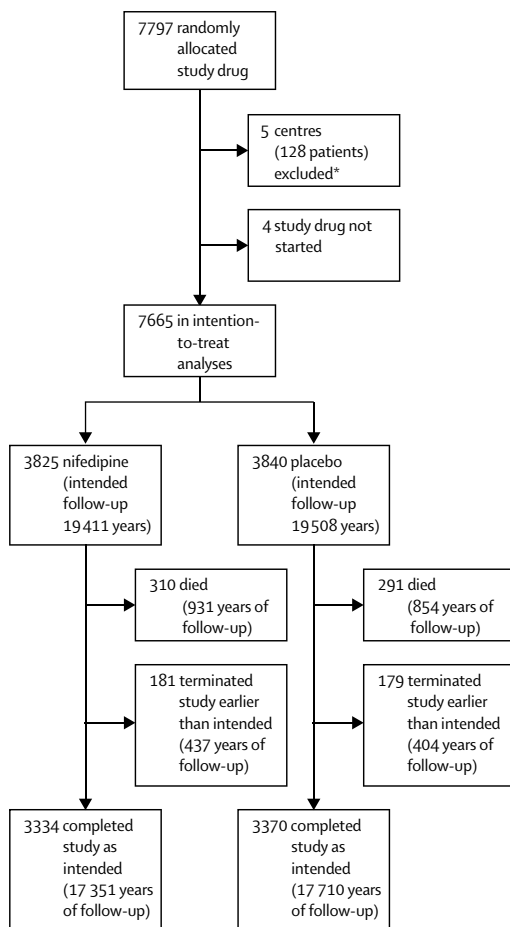 7797 randomly
allocated
study drug
5 centres
(128 patients)
excluded*
4 study drug not
started
7665 in intention-
to-treat
analyses
3825 nifedipine
(intended
follow-up
19 411 years)
3840 placebo
(intended
follow-up
19 508 years)
310 died
(931 years of
follow-up)
291 died
(854 years of
follow-up)
181 terminated
study earlier
than intended
(437 years of
follow-up)
179 terminated
study earlier
than intended
(404 years of
follow-up)
3334 completed
study as
intended
(17 351 years
of follow-up)
3370 completed
study as
intended
(17 710 years
of follow-up)